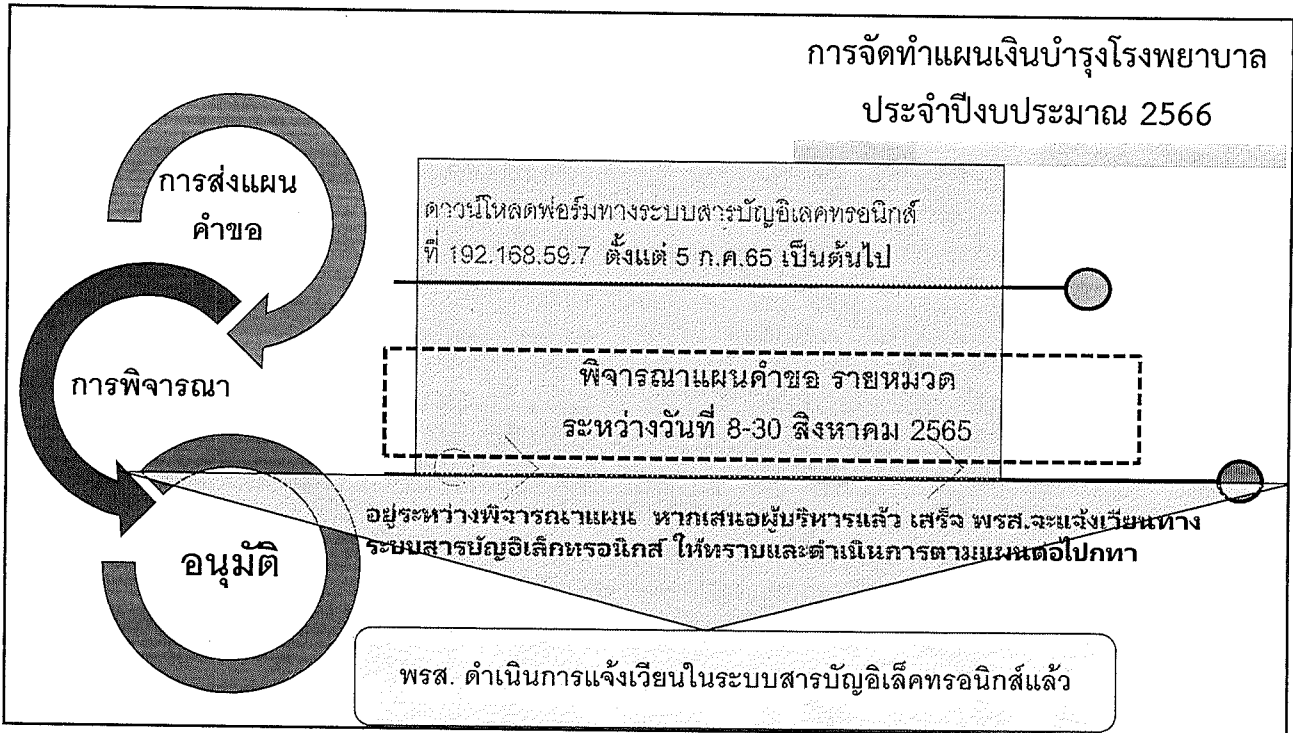 การจัดทำแผนเงินบำรุงโรงพยาบาล
ประจำปีงบประมาณ 2566
การส่งแผน
คำขอ
ดาวน์โหลดฟอร์มทางระบบสารบัญอิเลคทรอนิกส์
ที่ 192.168.59.7 ตั้งแต่ 5 ก.ค.65 เป็นต้นไป
การพิจารณา
พิจารณาแผนคำขอ รายหมวด
ระหว่างวันที่ 8-30 สิงหาคม 2565
อนุมัติ
อยู่ระหว่างพิจารณาแผน หากเสนอผู้บริหารแล้ว เสร็จ พรส.จะแจ้งเวียนทาง
ระบบสารบัญอิเล็กทรอนิกส์ ให้ทราบและดำเนินการตามแผนต่อไปกทา
พรส. ดำเนินการแจ้งเวียนในระบบสารบัญอิเล็คทรอนิกส์แล้ว